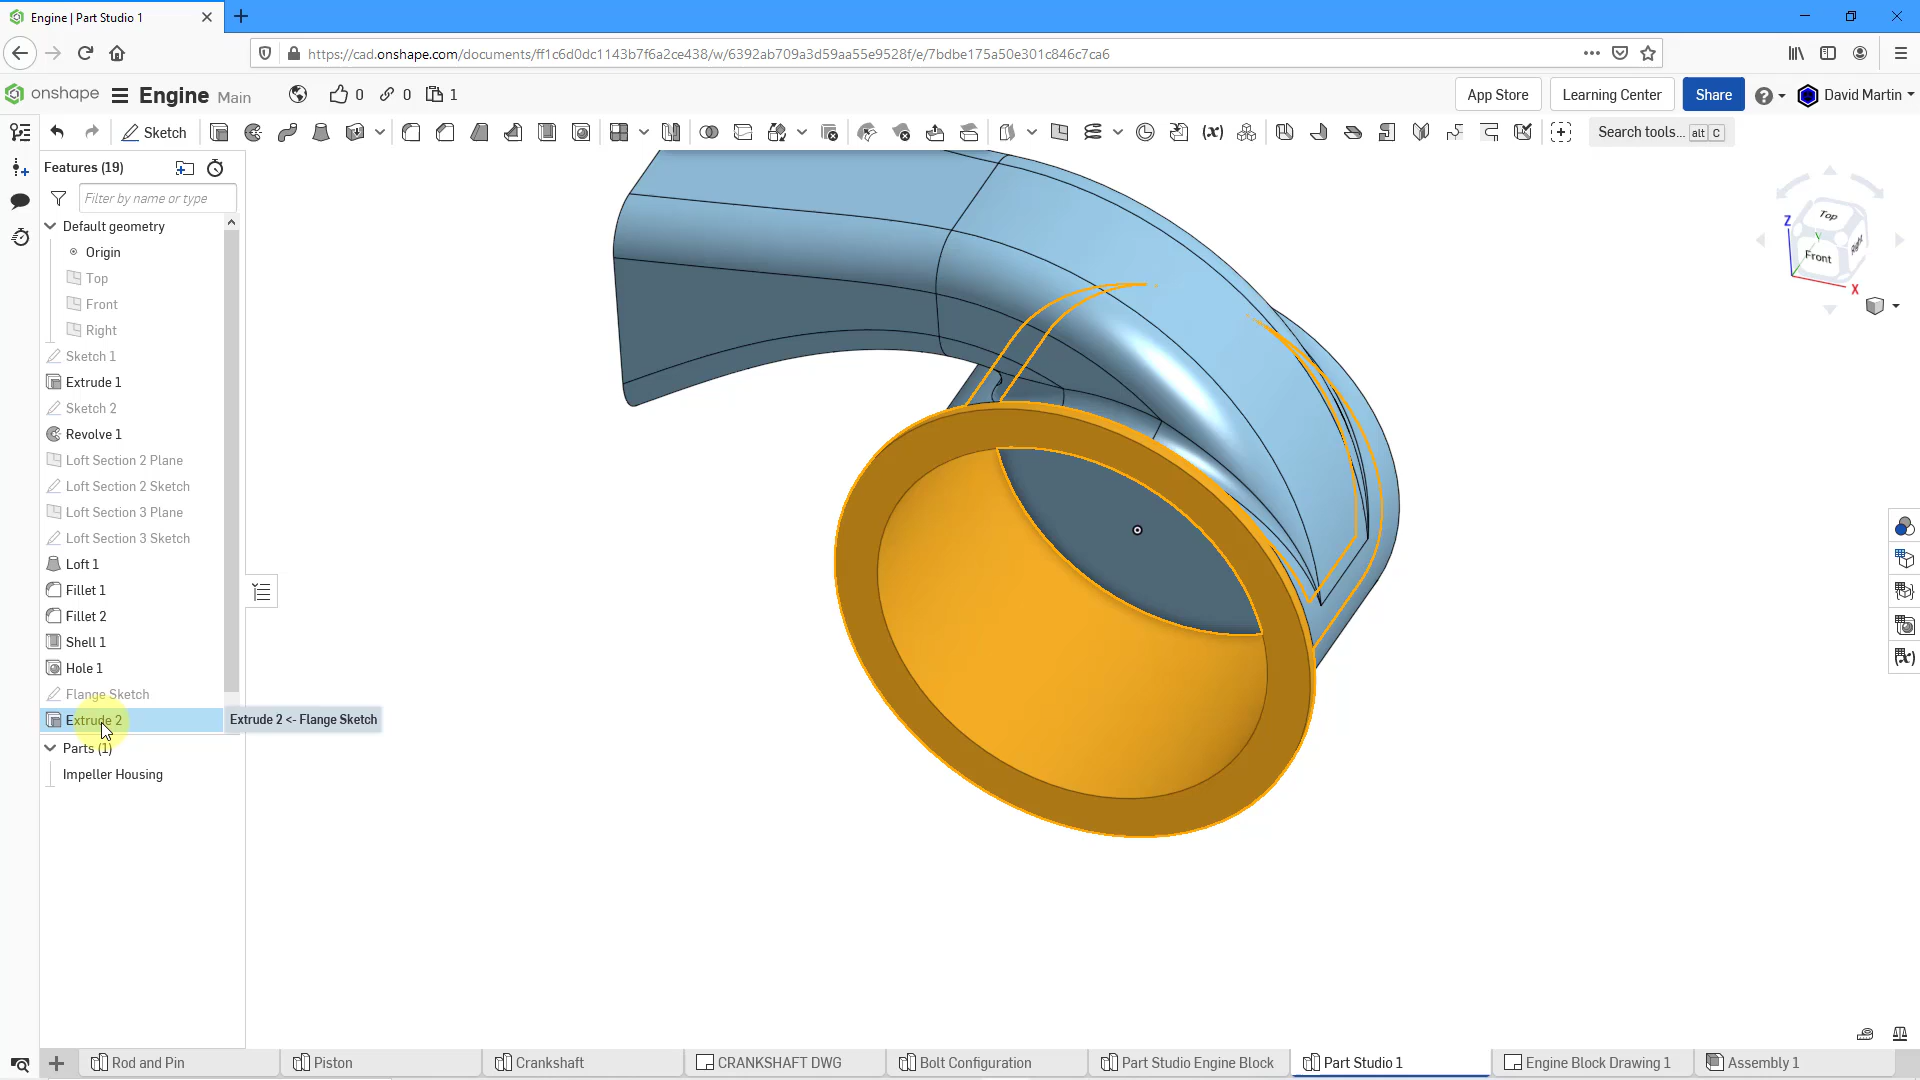 Engine | Part Studio 1
https://cad.onshape.com/documents/ff1c6d0dc1143b7f6a2ce438/w/6392ab709a3d59aa55e9528f/e/7bdbe175a50e301c846c7ca6
onshape Engine Main 0 0 1 App Store Learning Center Share David Martin
Sketch Search tools... alt C
Features (19)
Filter by name or type
Default geometry
Origin
Top
Front
Right
Sketch 1
Extrude 1
Sketch 2
Revolve 1
Loft Section 2 Plane
Loft Section 2 Sketch
Loft Section 3 Plane
Loft Section 3 Sketch
Loft 1
Fillet 1
Fillet 2
Shell 1
Hole 1
Flange Sketch
Extrude 2 Extrude 2 <- Flange Sketch
Parts (1)
Impeller Housing
Top
Z
Y
Right
Front
X
Rod and Pin Piston Crankshaft CRANKSHAFT DWG Bolt Configuration Part Studio Engine Block Part Studio 1 Engine Block Drawing 1 Assembly 1